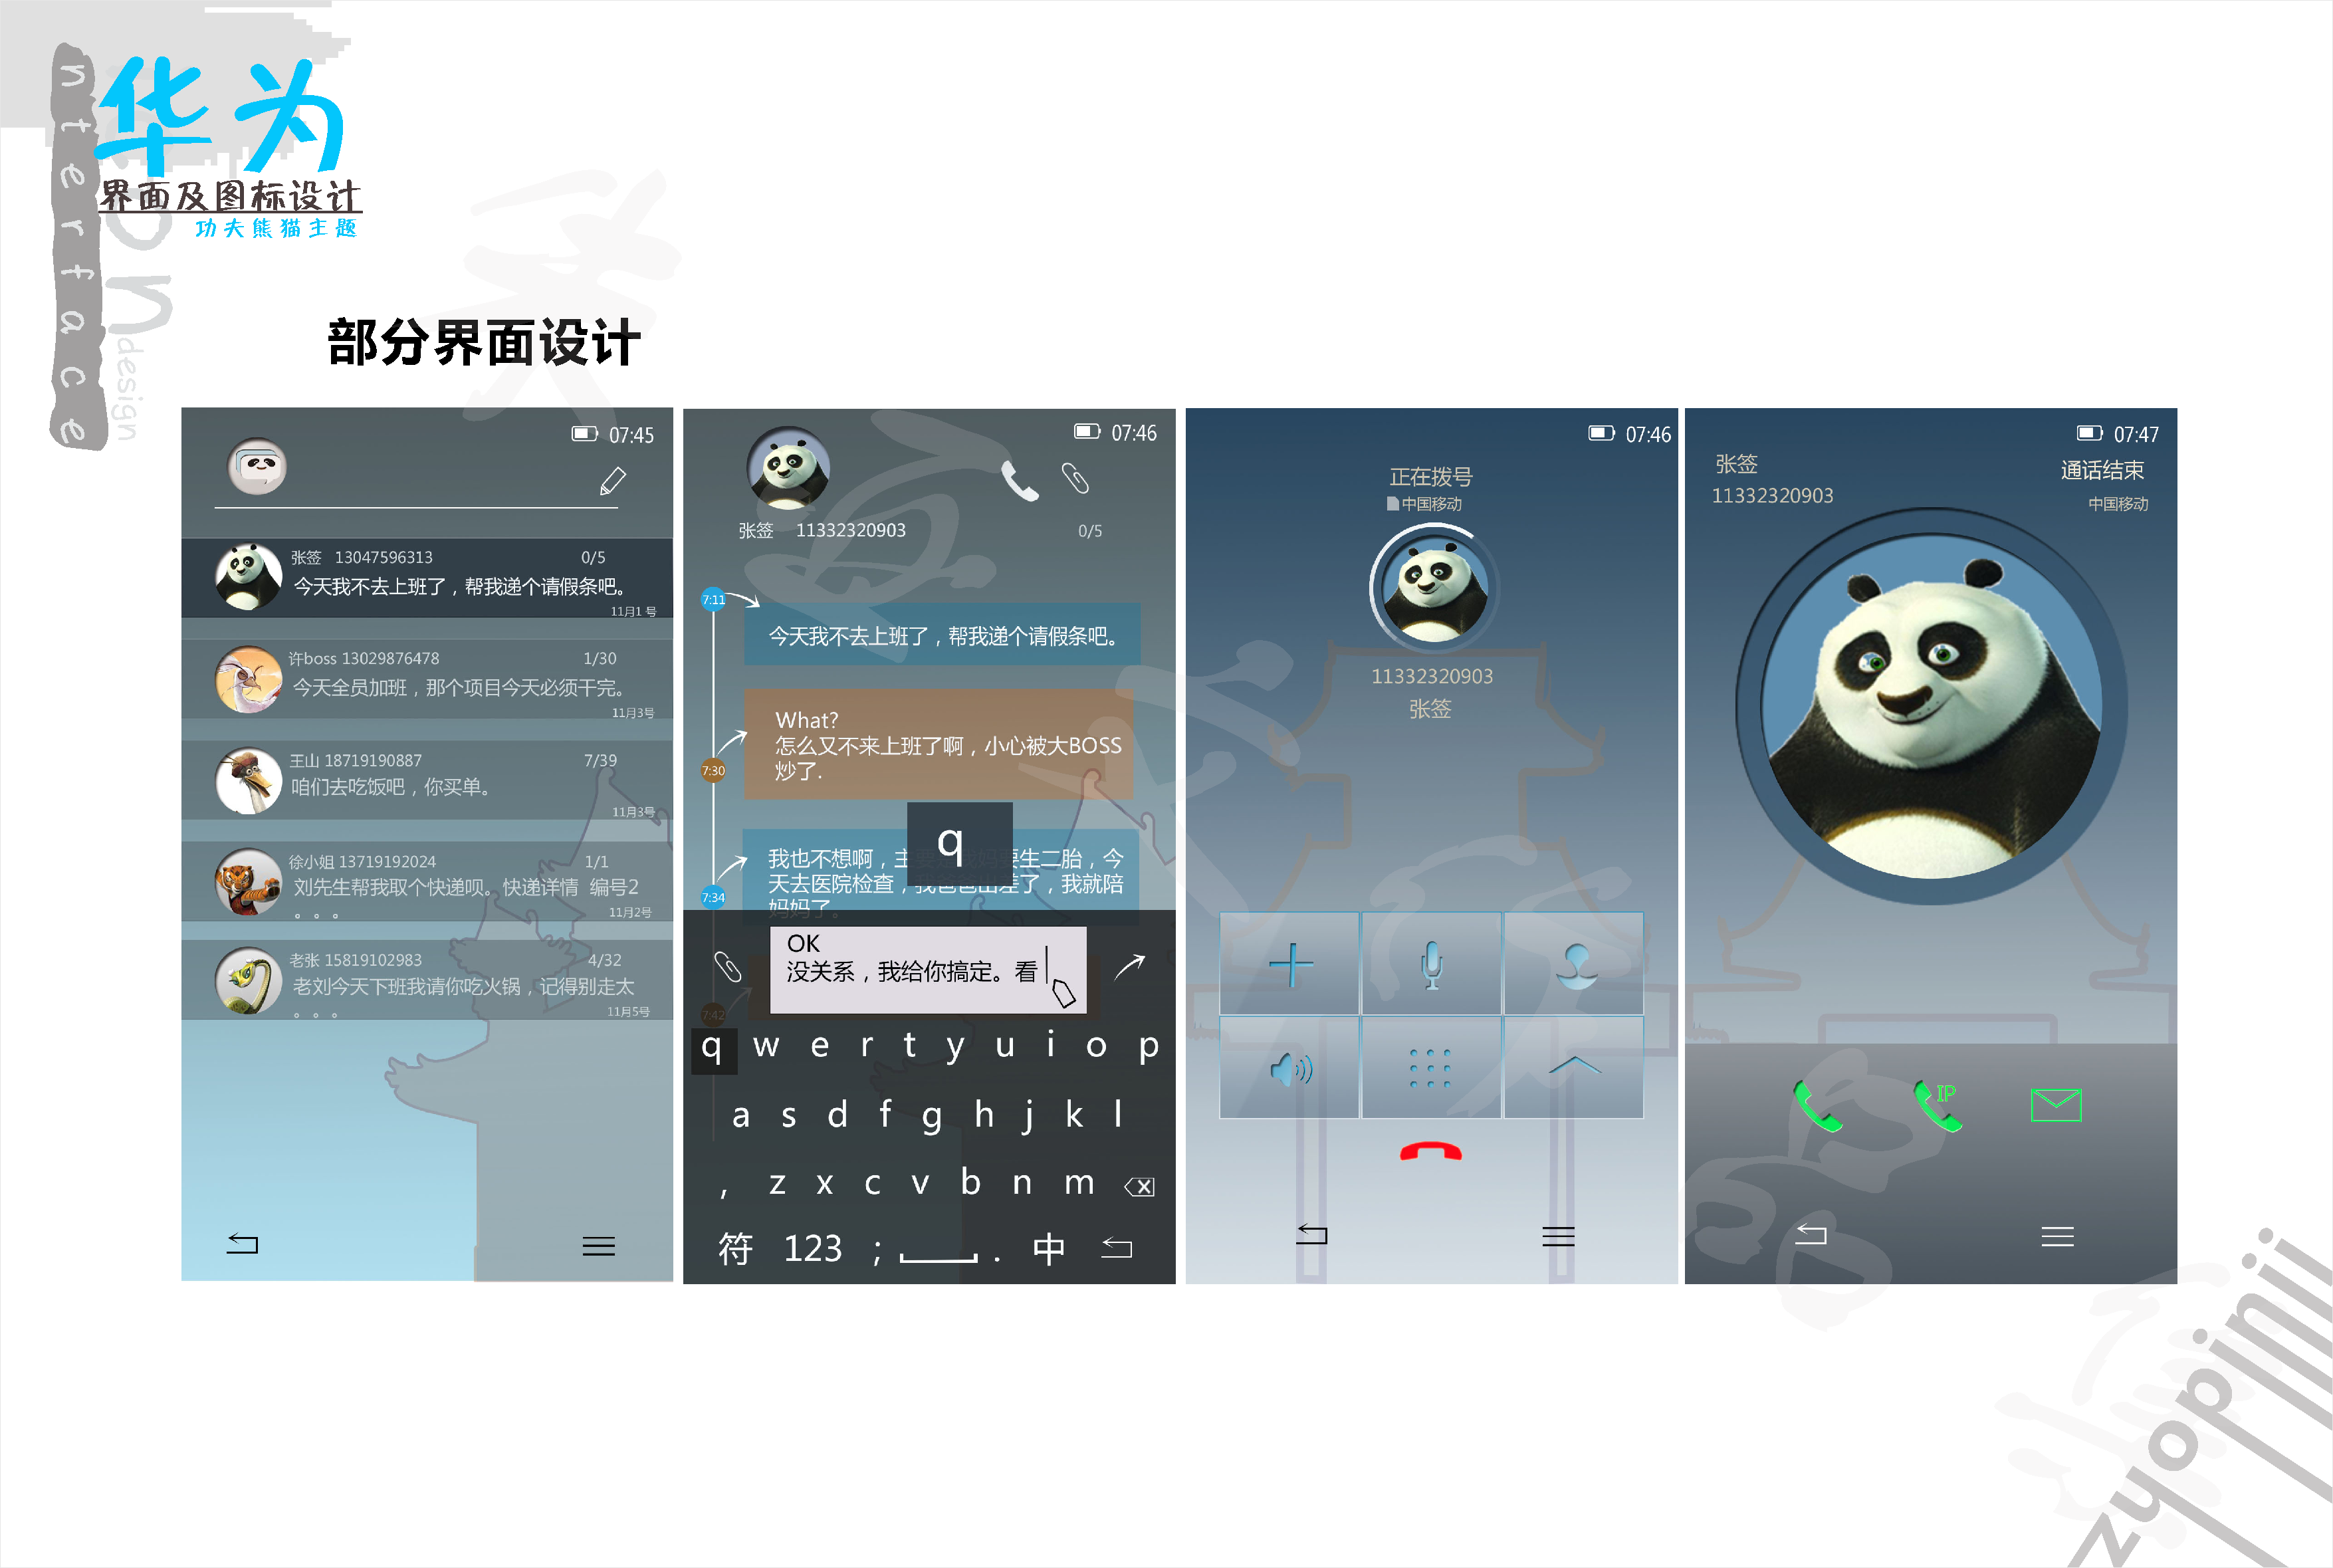 华为
界面及图标设计
功夫熊猫主题
nterface
design
部分界面设计
07:45
张签 13047596313 0/5
今天我不去上班了，帮我递个请假条吧。
11月1号
许boss 13029876478 1/30
今天全员加班，那个项目今天必须干完。
11月3号
王山 18719190887 7/39
咱们去吃饭吧，你买单。
11月3号
徐小姐 13719192024 1/1
刘先生帮我取个快递呗。快递详情 编号2
。。。
11月2号
老张 15819102983 4/32
老刘今天下班我请你吃火锅，记得别走太
。。。
11月5号
07:46
张签 11332320903 0/5
7:11
今天我不去上班了，帮我递个请假条吧。
What?
怎么又不来上班了啊，小心被大BOSS
炒了.
7:30
q
我也不想啊，主要生二胎，今
天去医院检查，我爸爸出差了，我就陪
妈妈了。
7:34
OK
没关系，我给你搞定。看
7:42
q w e r t y u i o p
a s d f g h j k l
, z x c v b n m
符 123 ; . 中
07:46
正在拨号
中国移动
11332320903
张签
07:47
张签
通话结束
11332320903
中国移动
IP
zuopinji